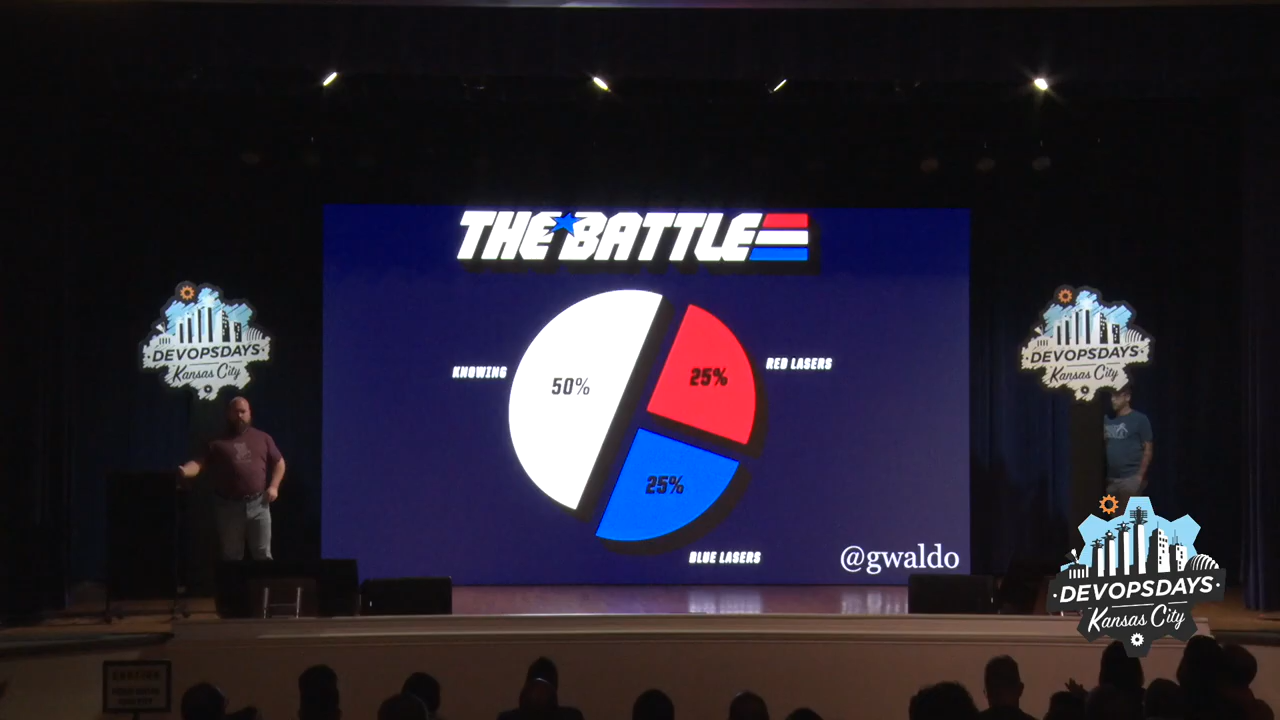 THE BATTLE
KNOWING
50%
25%
RED LASERS
25%
BLUE LASERS
@gwaldo
DEVOPSDAYS
Kansas City
DEVOPSDAYS
Kansas City
DEVOPSDAYS
Kansas City